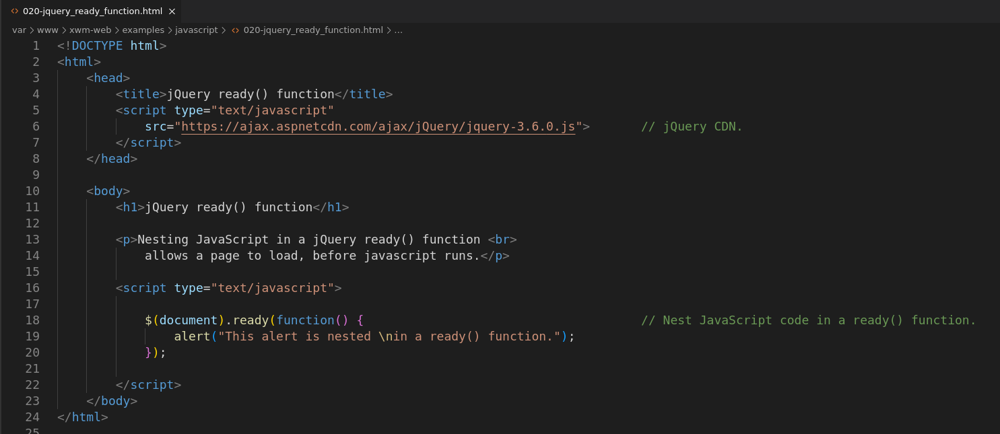 020-jquery_ready_function.html
var > www > xwm-web > examples > javascript > 020-jquery_ready_function.html > ...
1 <!DOCTYPE html>
2 <html>
3     <head>
4         <title>jQuery ready() function</title>
5         <script type="text/javascript"
6             src="https://ajax.aspnetcdn.com/ajax/jQuery/jquery-3.6.0.js">       // jQuery CDN.
7         </script>
8     </head>
9
10     <body>
11         <h1>jQuery ready() function</h1>
12
13         <p>Nesting JavaScript in a jQuery ready() function <br>
14             allows a page to load, before javascript runs.</p>
15
16         <script type="text/javascript">
17
18             $(document).ready(function() {                                      // Nest JavaScript code in a ready() function.
19                 alert("This alert is nested \nin a ready() function.");
20             });
21
22         </script>
23     </body>
24 </html>
25